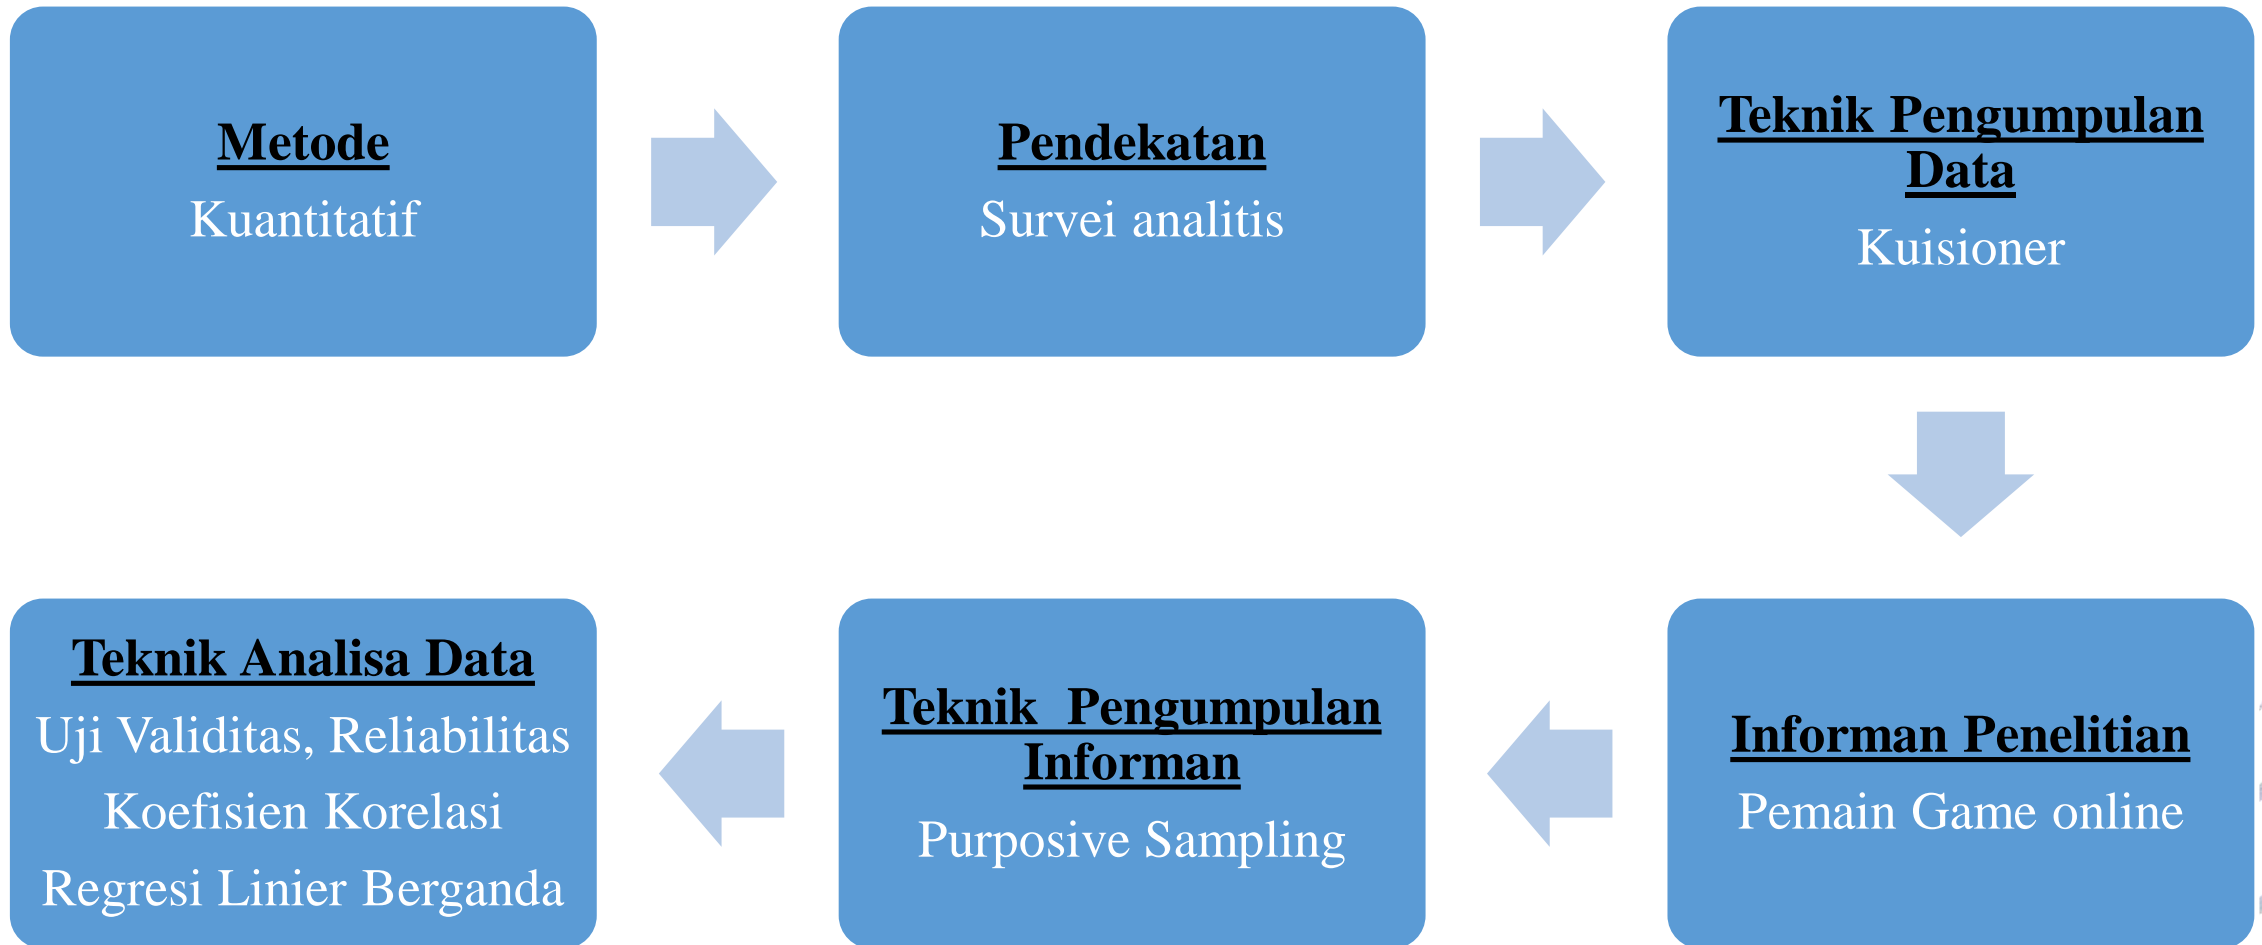 Metode
Kuantitatif
Pendekatan
Survei analitis
Teknik Pengumpulan
Data
Kuisioner
Informan Penelitian
Pemain Game online
Teknik  Pengumpulan
Informan
Purposive Sampling
Teknik Analisa Data
Uji Validitas, Reliabilitas
Koefisien Korelasi
Regresi Linier Berganda